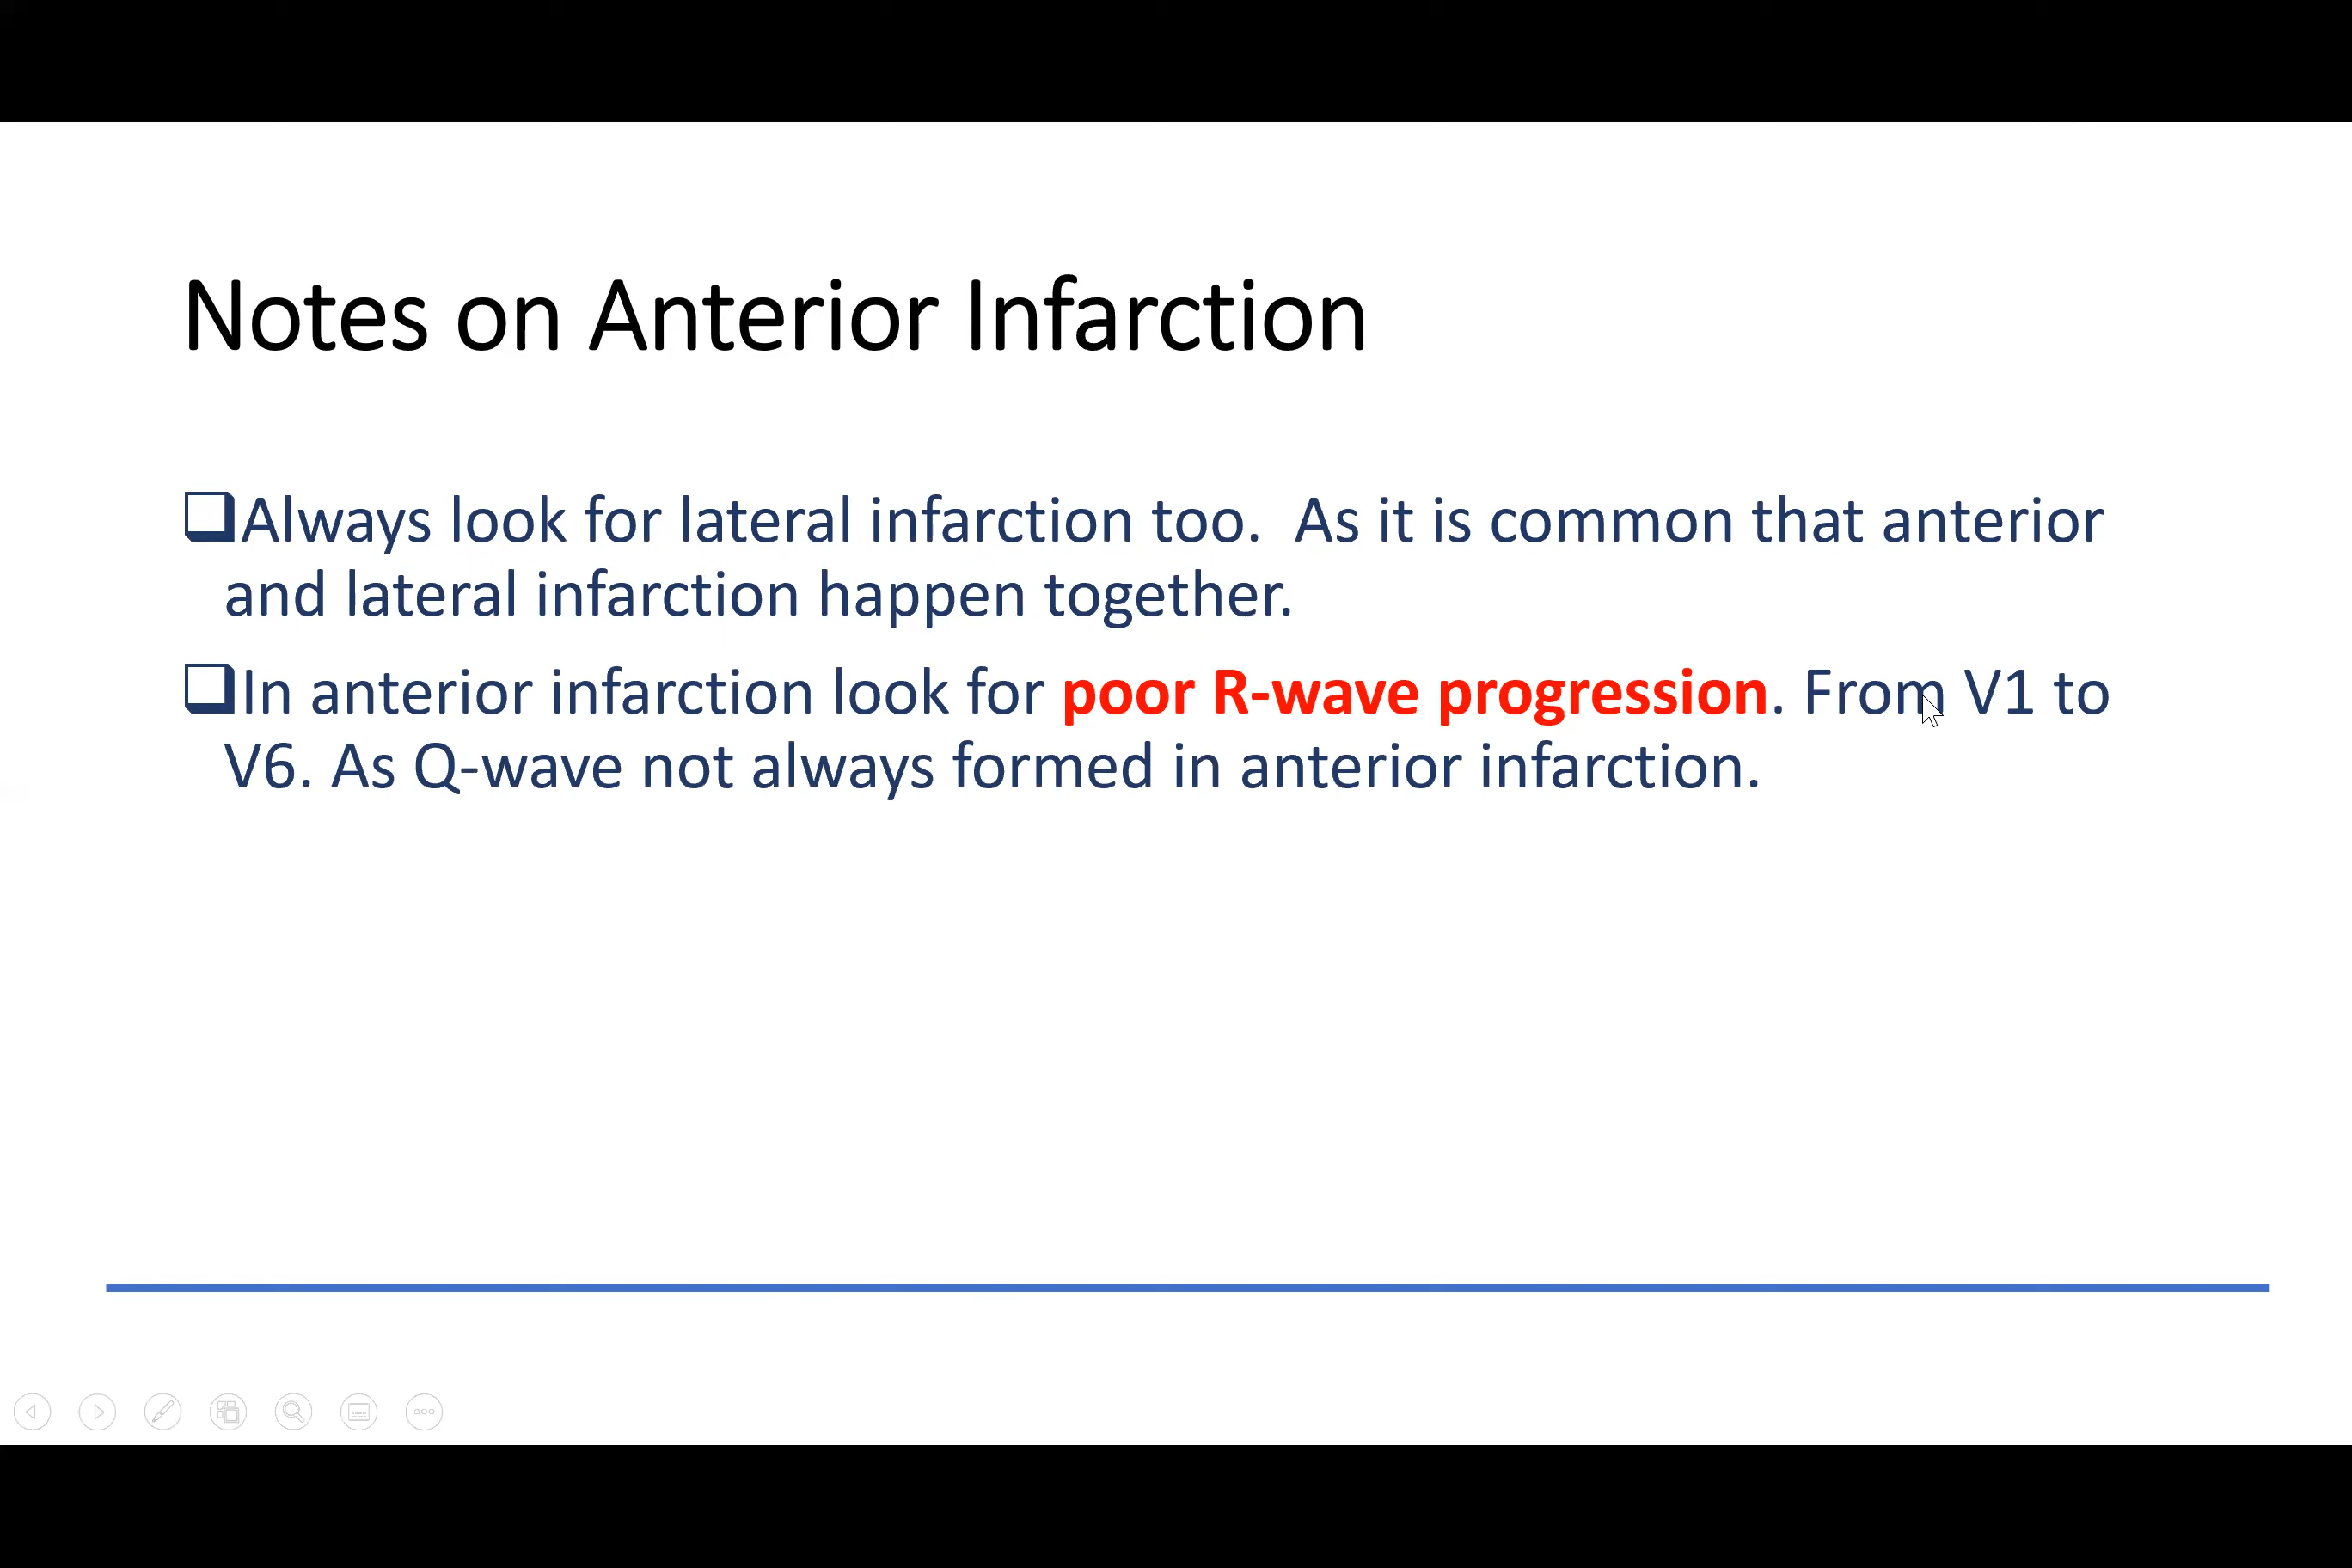 Notes on Anterior Infarction
Always look for lateral infarction too.  As it is common that anterior
and lateral infarction happen together.
In anterior infarction look for poor R-wave progression. From V1 to
V6. As Q-wave not always formed in anterior infarction.